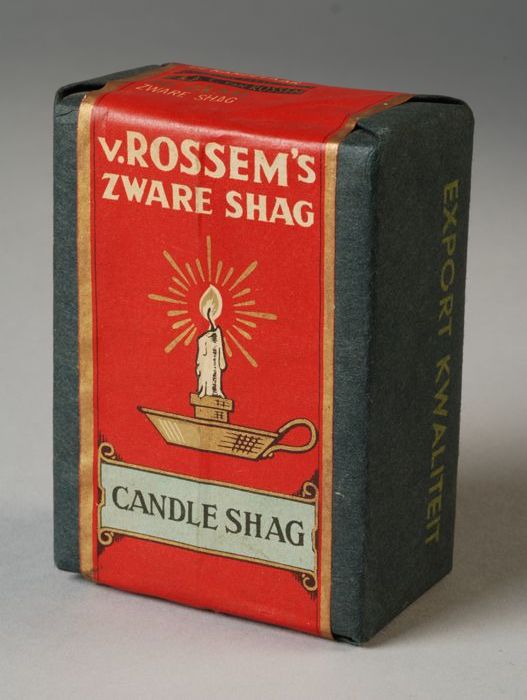 ZWARE SHAG
v.ROSSEM's
ZWARE SHAG
CANDLE SHAG
EXPORT KWALITEIT